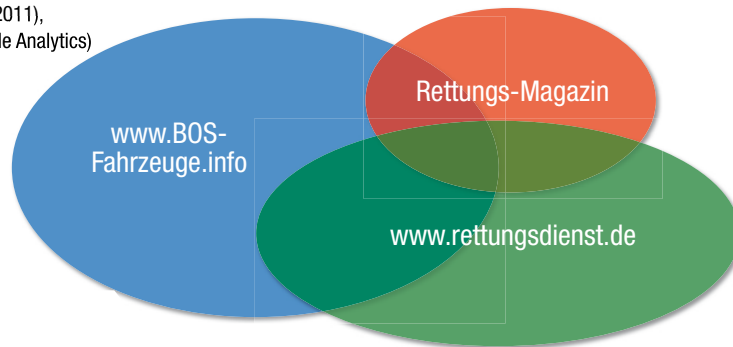 2011),
le Analytics)
Rettungs-Magazin
www.BOS-
Fahrzeuge.info
www.rettungsdienst.de